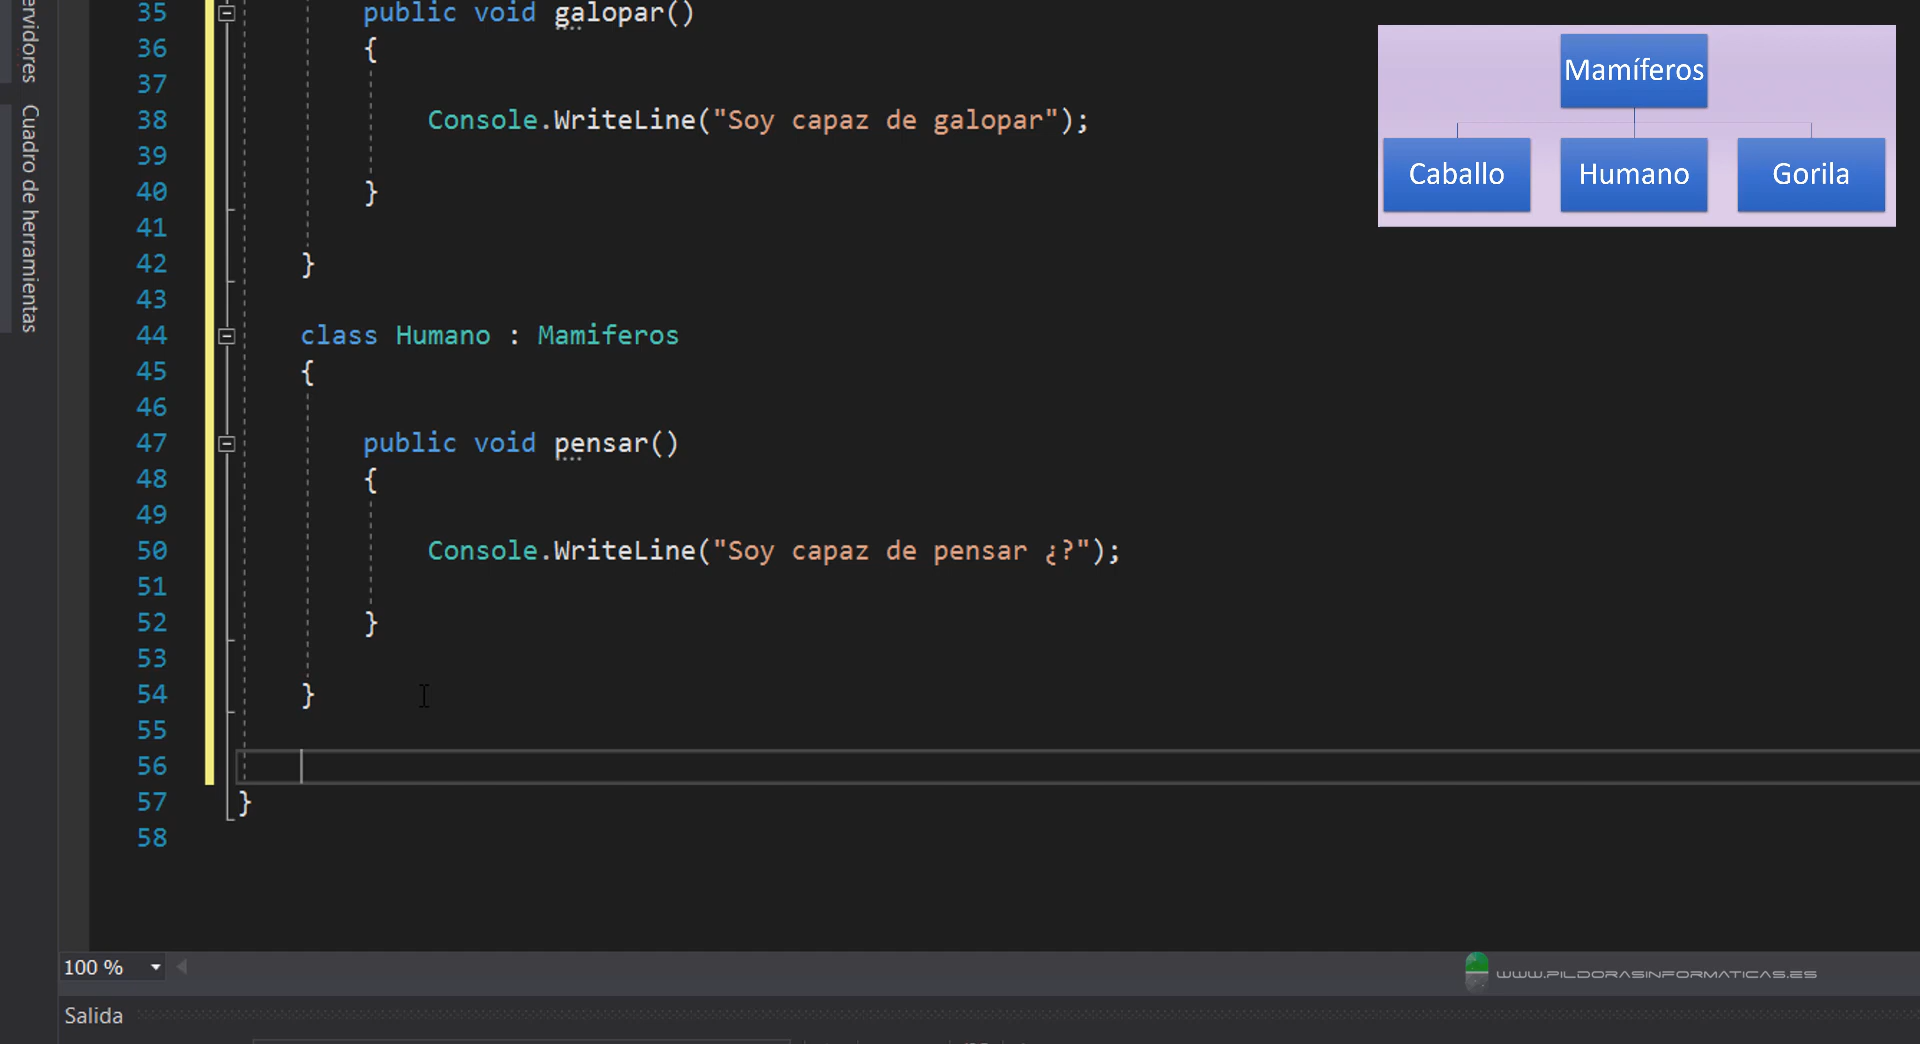 ervidores
Cuadro de herramientas
35 public void galopar()
36 {
37
38 Console.WriteLine("Soy capaz de galopar");
39
40 }
41
42 }
43
44 class Humano : Mamiferos
45 {
46
47 public void pensar()
48 {
49
50 Console.WriteLine("Soy capaz de pensar ¿?");
51
52 }
53
54 }
55
56
57 }
58
Mamíferos
Caballo Humano Gorila
100 %
WWW.PILDORASINFORMATICAS.ES
Salida